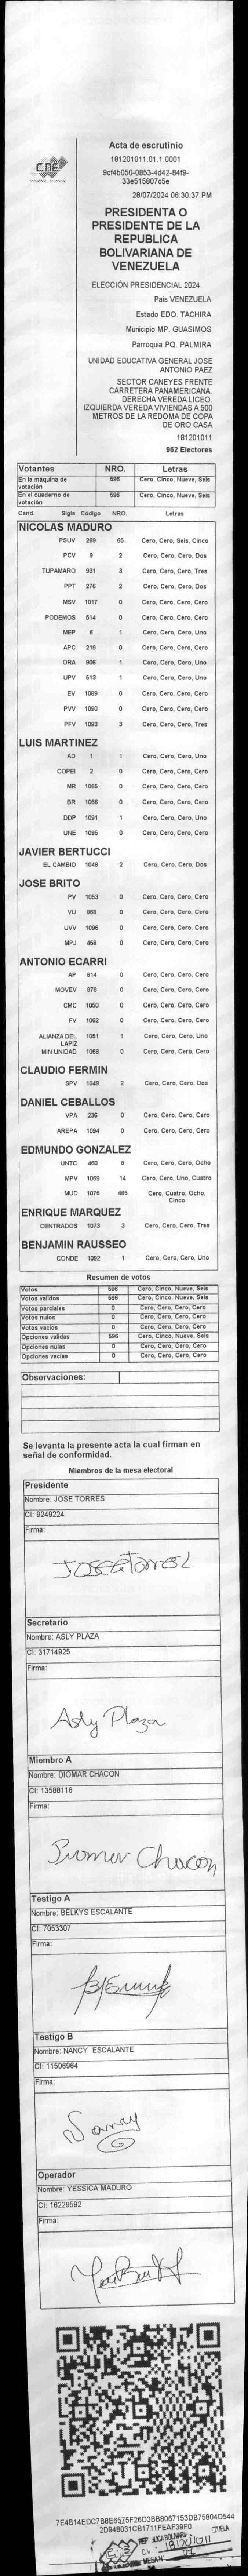 CNE
Acta de escrutinio
181201011.01.1.0001
9cf4b050-0853-4d42-84f9-
33e515807c5e
28/07/2024 06:30:37 PM
PRESIDENTA O
PRESIDENTE DE LA
REPUBLICA
BOLIVARIANA DE
VENEZUELA
ELECCIÓN PRESIDENCIAL 2024
Pais VENEZUELA
Estado EDO. TACHIRA
Municipio MP. GUASIMOS
Parroquia PQ. PALMIRA
UNIDAD EDUCATIVA GENERAL JOSE
ANTONIO PAEZ
SECTOR CANEYES FRENTE
CARRETERA PANAMERICANA.
DERECHA VEREDA LICEO.
IZQUIERDA VEREDA VIVIENDAS A 500
METROS DE LA REDOMA DE COPA
DE ORO CASA
181201011
962 Electores
Votantes NRO. Letras
En la máquina de votación 596 Cero, Cinco, Nueve, Seis
En el cuaderno de votación 596 Cero, Cinco, Nueve, Seis
Cand. Sigla Código NRO. Letras
NICOLAS MADURO
PSUV 269 65 Cero, Cero, Seis, Cinco
PCV 9 2 Cero, Cero, Cero, Dos
TUPAMARO 931 3 Cero, Cero, Cero, Tres
PPT 276 2 Cero, Cero, Cero, Dos
MSV 1017 0 Cero, Cero, Cero, Cero
PODEMOS 514 0 Cero, Cero, Cero, Cero
MEP 6 1 Cero, Cero, Cero, Uno
APC 219 0 Cero, Cero, Cero, Cero
ORA 906 1 Cero, Cero, Cero, Uno
UPV 513 1 Cero, Cero, Cero, Uno
EV 1089 0 Cero, Cero, Cero, Cero
PVV 1090 0 Cero, Cero, Cero, Cero
PFV 1093 3 Cero, Cero, Cero, Tres
LUIS MARTINEZ
AD 1 1 Cero, Cero, Cero, Uno
COPEI 2 0 Cero, Cero, Cero, Cero
MR 1065 0 Cero, Cero, Cero, Cero
BR 1066 0 Cero, Cero, Cero, Cero
DDP 1091 1 Cero, Cero, Cero, Uno
UNE 1095 0 Cero, Cero, Cero, Cero
JAVIER BERTUCCI
EL CAMBIO 1048 2 Cero, Cero, Cero, Dos
JOSE BRITO
PV 1053 0 Cero, Cero, Cero, Cero
VU 968 0 Cero, Cero, Cero, Cero
UVV 1096 0 Cero, Cero, Cero, Cero
MPJ 458 0 Cero, Cero, Cero, Cero
ANTONIO ECARRI
AP 814 0 Cero, Cero, Cero, Cero
MOVEV 878 0 Cero, Cero, Cero, Cero
CMC 1050 0 Cero, Cero, Cero, Cero
FV 1062 0 Cero, Cero, Cero, Cero
ALIANZA DEL LAPIZ 1051 1 Cero, Cero, Cero, Uno
MIN UNIDAD 1068 0 Cero, Cero, Cero, Cero
CLAUDIO FERMIN
SPV 1049 2 Cero, Cero, Cero, Dos
DANIEL CEBALLOS
VPA 236 0 Cero, Cero, Cero, Cero
AREPA 1094 0 Cero, Cero, Cero, Cero
EDMUNDO GONZALEZ
UNTC 460 8 Cero, Cero, Cero, Ocho
MPV 1069 14 Cero, Cero, Uno, Cuatro
MUD 1075 485 Cero, Cuatro, Ocho, Cinco
ENRIQUE MARQUEZ
CENTRADOS 1073 3 Cero, Cero, Cero, Tres
BENJAMIN RAUSSEO
CONDE 1092 1 Cero, Cero, Cero, Uno
Resumen de votos
Votos 596 Cero, Cinco, Nueve, Seis
Votos validos 596 Cero, Cinco, Nueve, Seis
Votos parciales 0 Cero, Cero, Cero, Cero
Votos nulos 0 Cero, Cero, Cero, Cero
Votos vacios 0 Cero, Cero, Cero, Cero
Opciones validas 596 Cero, Cinco, Nueve, Seis
Opciones nulas 0 Cero, Cero, Cero, Cero
Opciones vacias 0 Cero, Cero, Cero, Cero
Observaciones:
Se levanta la presente acta la cual firman en
señal de conformidad.
Miembros de la mesa electoral
Presidente
Nombre: JOSE TORRES
CI: 9249224
Firma:
Secretario
Nombre: ASLY PLAZA
CI: 31714925
Firma:
Asly Plaza
Miembro A
Nombre: DIOMAR CHACON
CI: 13588116
Firma:
Diomar Chacon
Testigo A
Nombre: BELKYS ESCALANTE
CI: 7053307
Firma:
Testigo B
Nombre: NANCY ESCALANTE
CI: 11506964
Firma:
Nancy
Operador
Nombre: YESSICA MADURO
CI: 16229592
Firma:
7E4B14EDC7B8E6575F26D3BB8067153DB75804D544
2D948031CB1711FEAF39F0
181201011